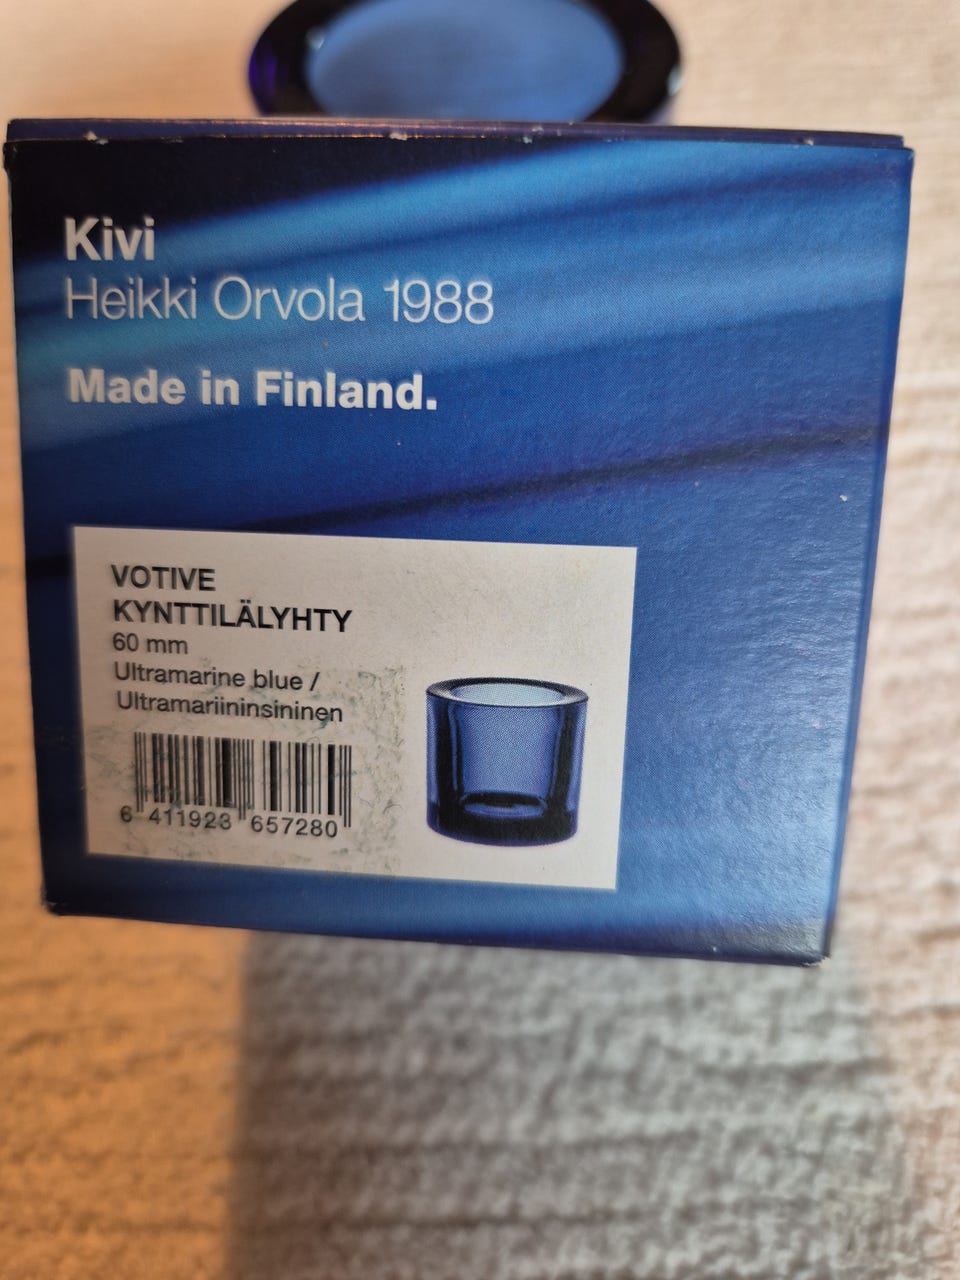 Kivi
Heikki Orvola 1988
Made in Finland.
VOTIVE
KYNTTILÄLYHTY
60 mm
Ultramarine blue /
Ultramariininsininen
6 411923 657280